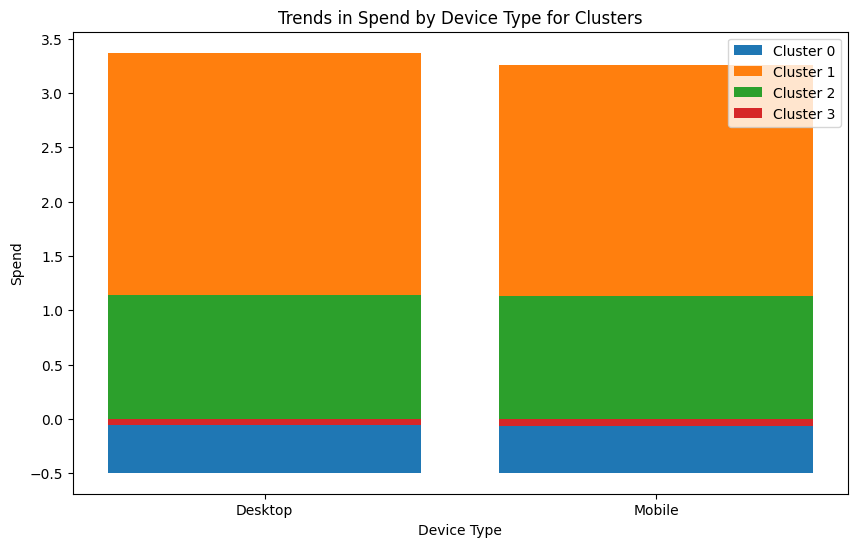 Trends in Spend by Device Type for Clusters
Cluster 0
Cluster 1
Cluster 2
Cluster 3
Spend
3.5
3.0
2.5
2.0
1.5
1.0
0.5
0.0
−0.5
Desktop
Mobile
Device Type